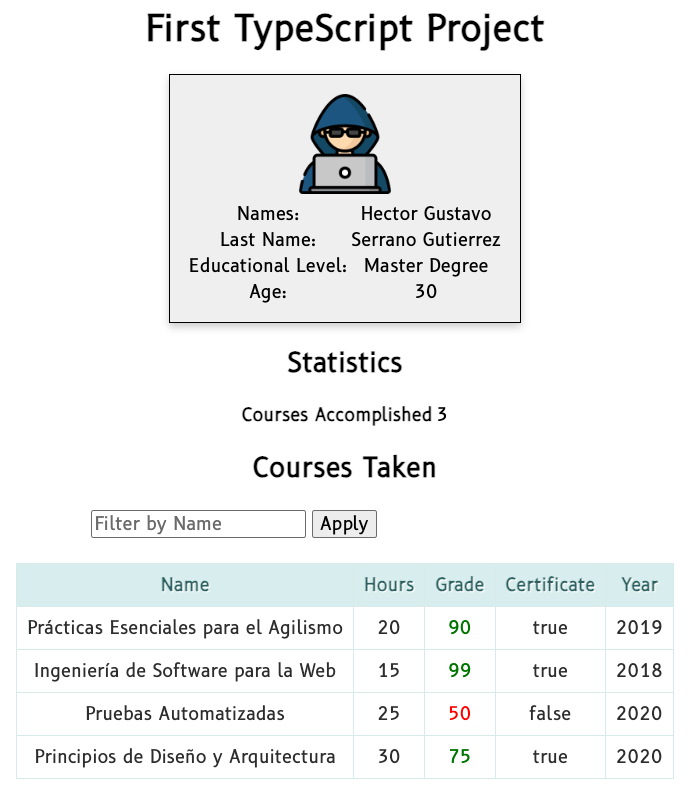 First TypeScript Project
Names: Hector Gustavo
Last Name: Serrano Gutierrez
Educational Level: Master Degree
Age: 30
Statistics
Courses Accomplished 3
Courses Taken
Filter by Name Apply
Name Hours Grade Certificate Year
Prácticas Esenciales para el Agilismo 20 90 true 2019
Ingeniería de Software para la Web 15 99 true 2018
Pruebas Automatizadas 25 50 false 2020
Principios de Diseño y Arquitectura 30 75 true 2020